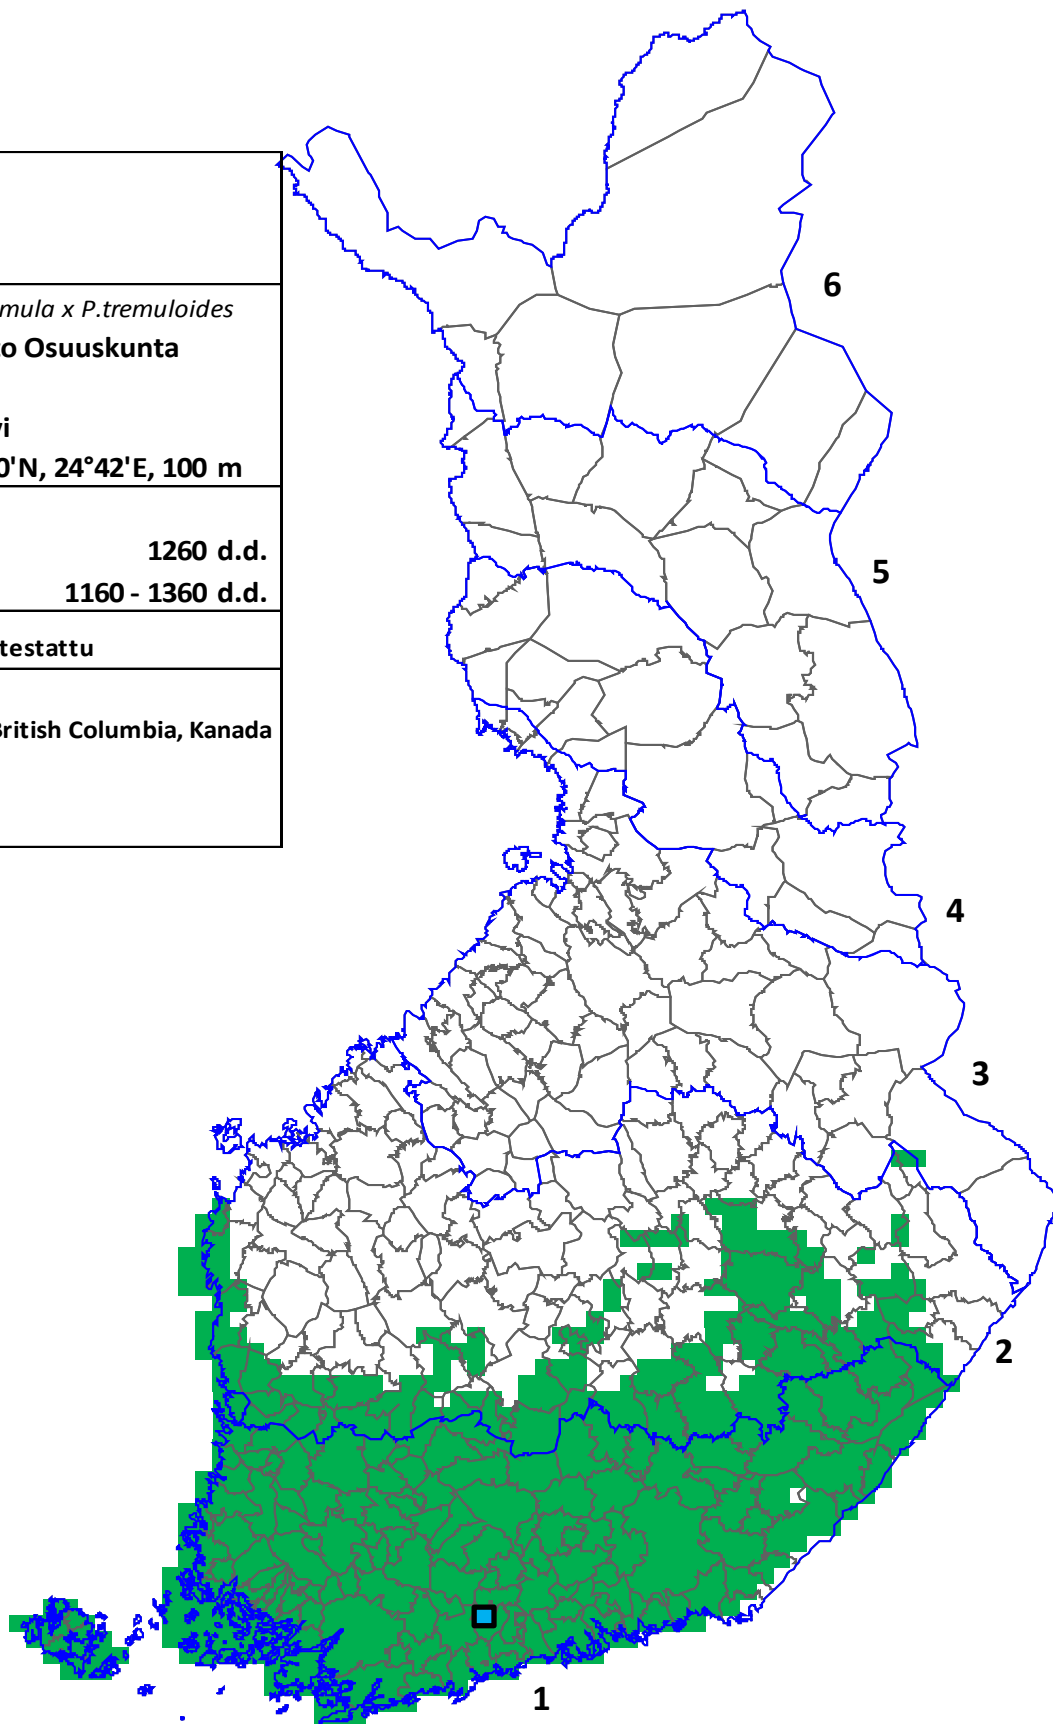 mula x P.tremuloides
to Osuuskunta
vi
0'N, 24°42'E, 100 m
1260 d.d.
1160 - 1360 d.d.
testattu
British Columbia, Kanada
6
5
4
3
2
1